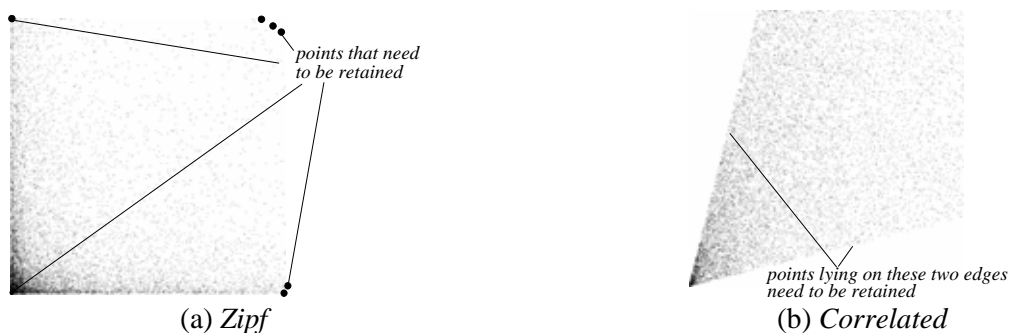 points that need
to be retained
points lying on these two edges
need to be retained
(a) Zipf
(b) Correlated